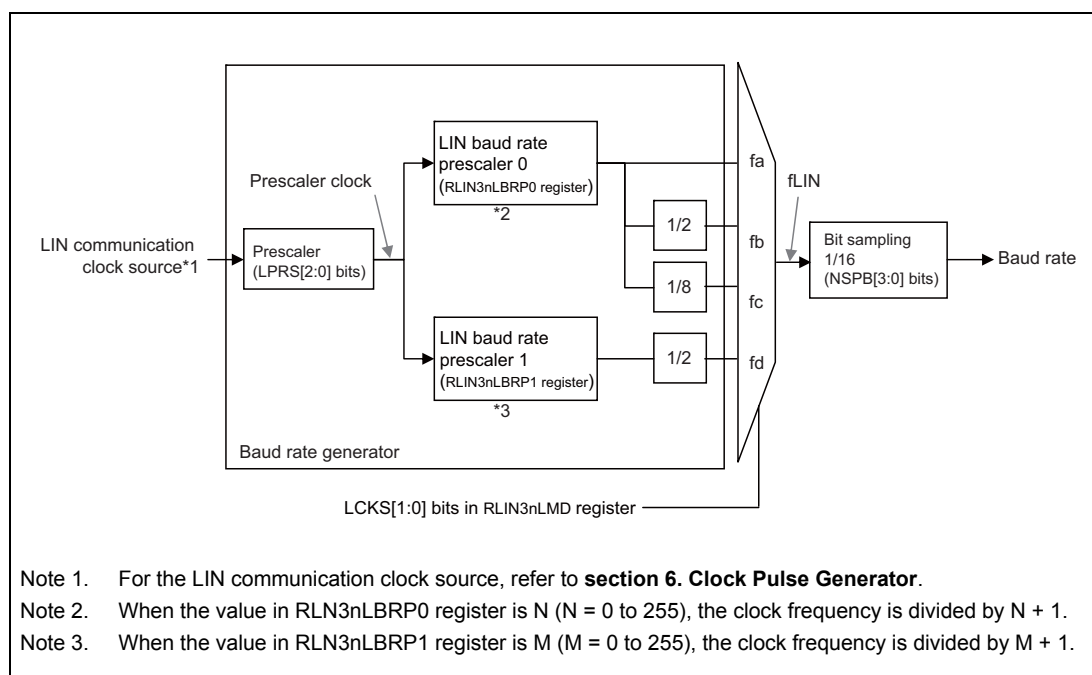 LIN communication
clock source*1
Prescaler
(LPRS[2:0] bits)
Prescaler clock
LIN baud rate
prescaler 0
(RLIN3nLBRP0 register)
*2
LIN baud rate
prescaler 1
(RLIN3nLBRP1 register)
*3
1/2
1/8
1/2
fa
fb
fc
fd
fLIN
Bit sampling
1/16
(NSPB[3:0] bits)
Baud rate
Baud rate generator
LCKS[1:0] bits in RLIN3nLMD register
Note 1. For the LIN communication clock source, refer to section 6. Clock Pulse Generator.
Note 2. When the value in RLN3nLBRP0 register is N (N = 0 to 255), the clock frequency is divided by N + 1.
Note 3. When the value in RLN3nLBRP1 register is M (M = 0 to 255), the clock frequency is divided by M + 1.